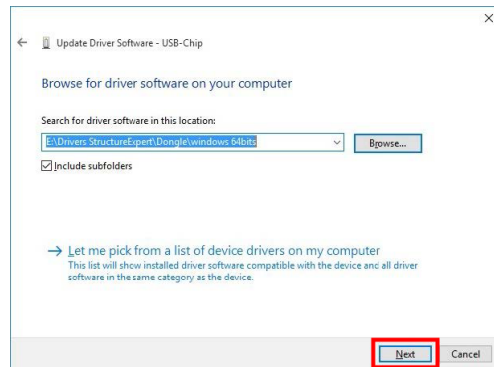 Update Driver Software - USB-Chip
Browse for driver software on your computer
Search for driver software in this location:
E:\Drivers StructureExpert\Dongle\windows 64bits
Browse...
Include subfolders
Let me pick from a list of device drivers on my computer
This list will show installed driver software compatible with the device and all driver
software in the same category as the device.
Next
Cancel